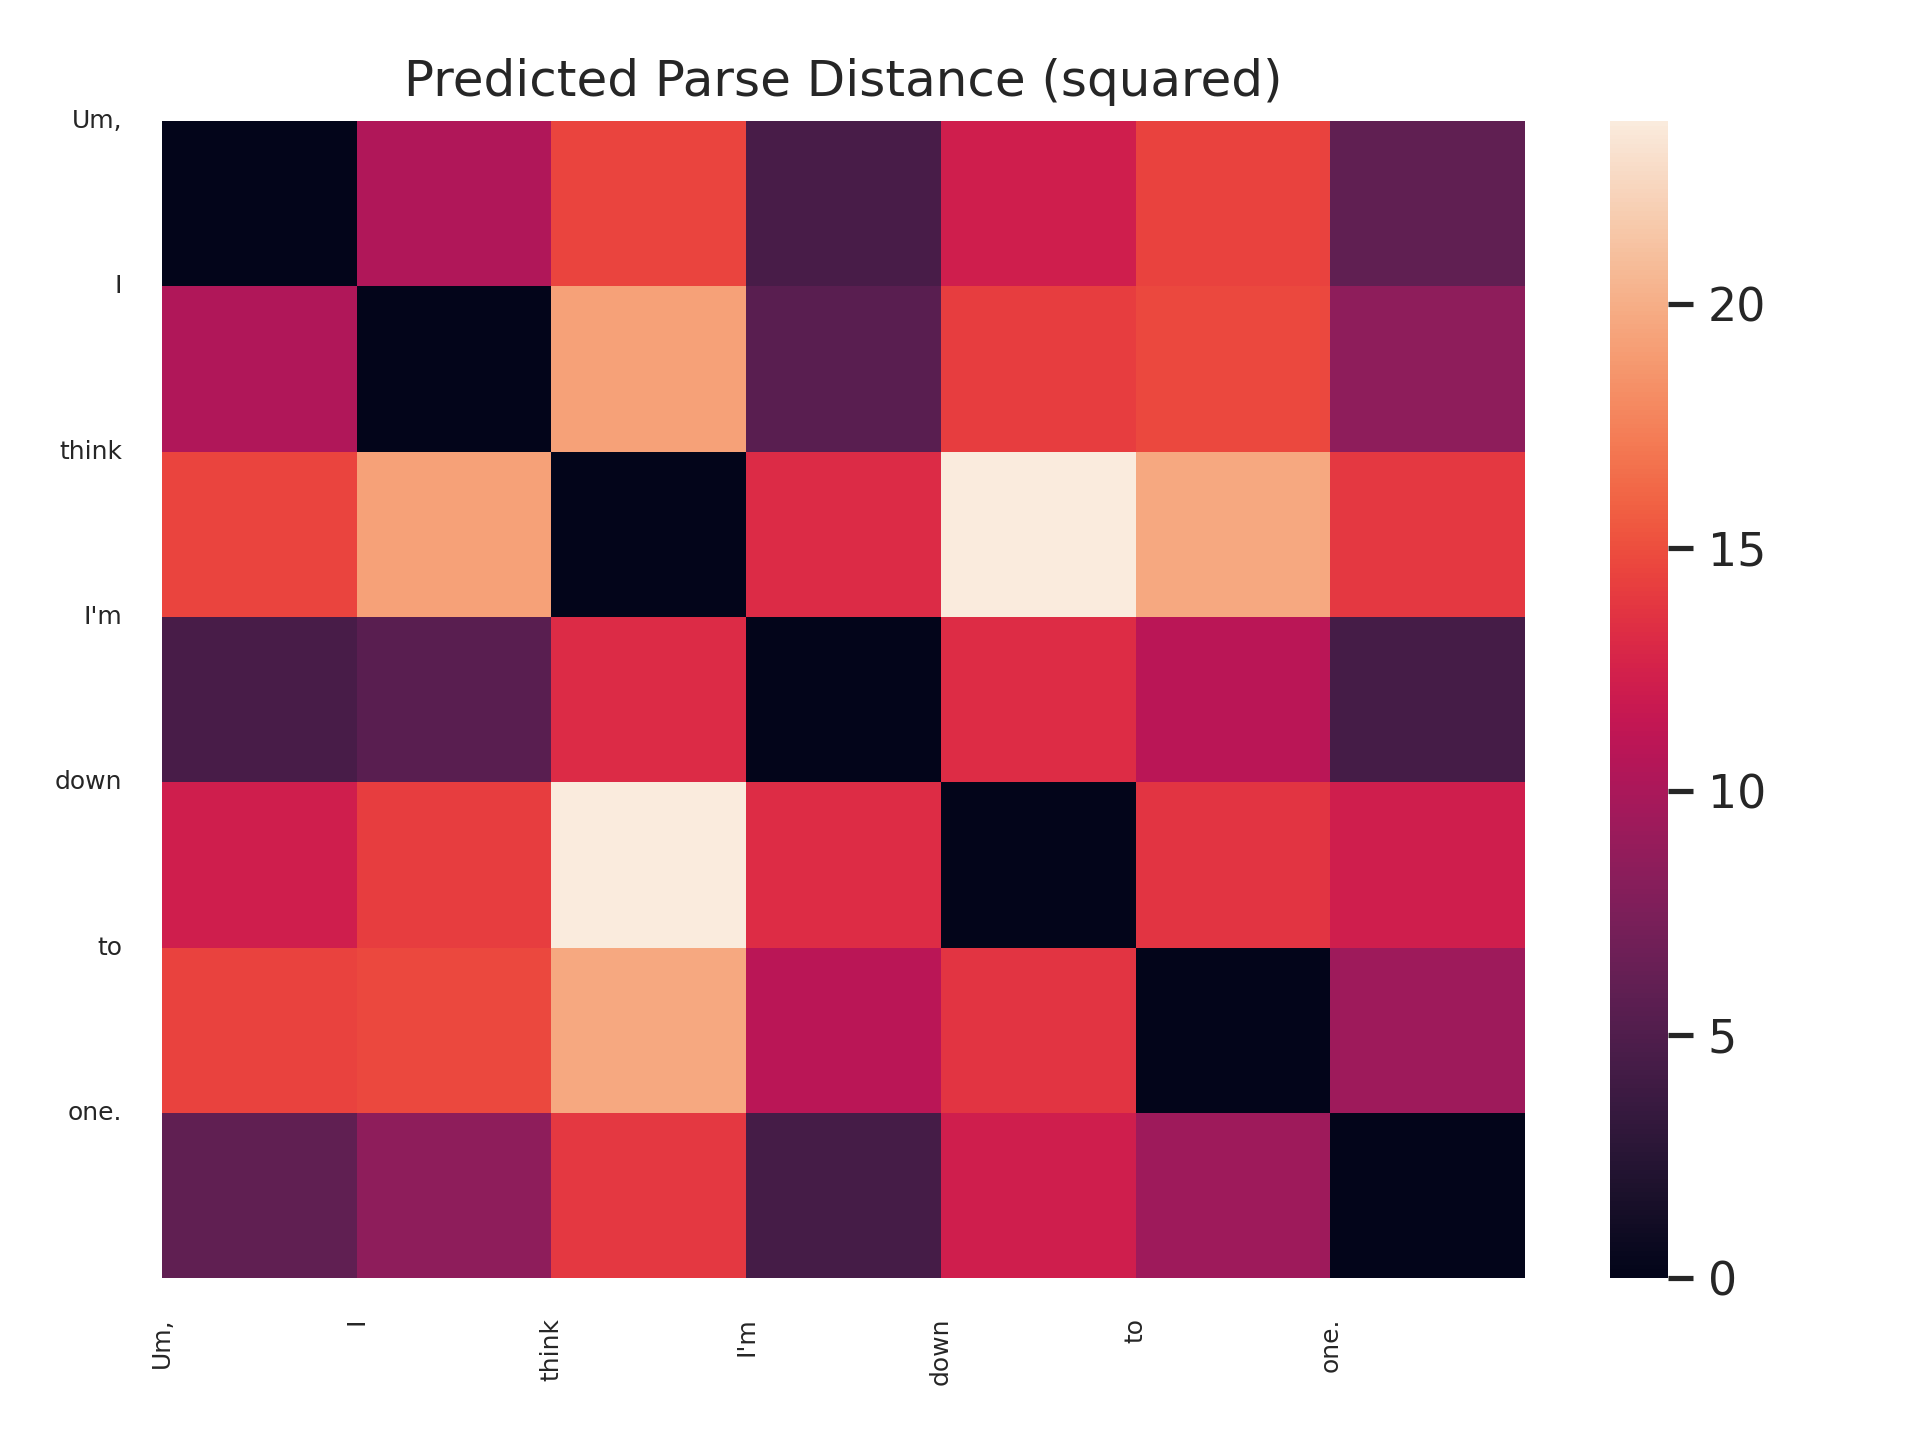 Predicted Parse Distance (squared)
Um,
I
think
I'm
down
to
one.
20
15
10
5
0
Um,
I
think
I'm
down
to
one.